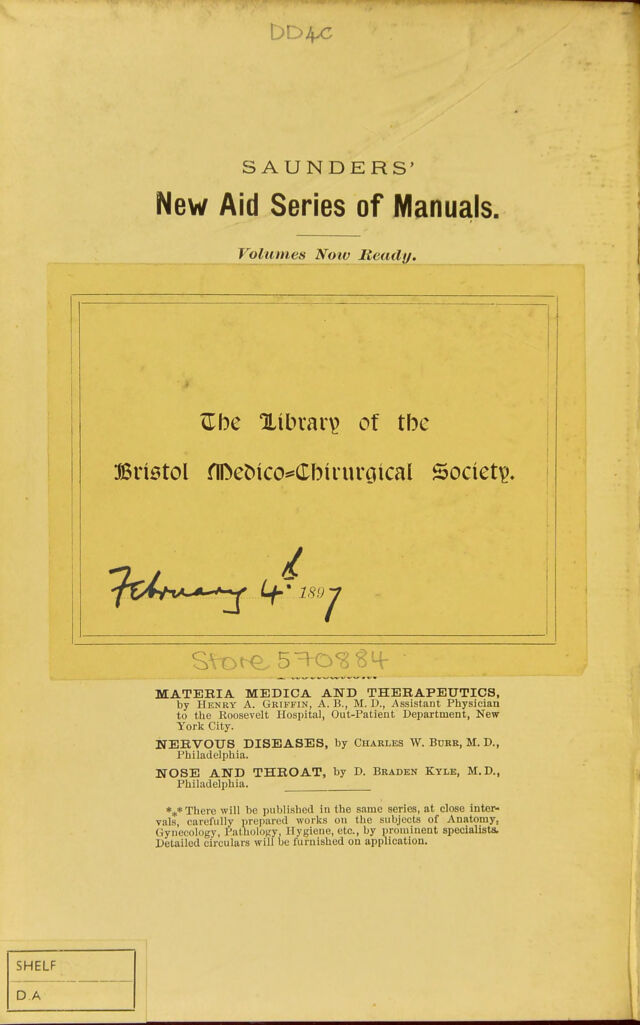 DD4C
SAUNDERS'
New Aid Series of Manuals.
Volumes Now Ready.
The Library of the
Bristol Medico-Chirurgical Society.
February 4th 1897
Store 570884
MATERIA MEDICA AND THERAPEUTICS,
by HENRY A. GRIFFIN, A. B., M. D., Assistant Physician
to the Roosevelt Hospital, Out-Patient Department, New
York City.
NERVOUS DISEASES, by CHARLES W. BURR, M. D.,
Philadelphia.
NOSE AND THROAT, by D. BRADEN KYLE, M. D.,
Philadelphia.
*** There will be published in the same series, at close inter-
vals, carefully prepared works on the subjects of Anatomy,
Gynecology, Pathology, Hygiene, etc., by prominent specialists.
Detailed circulars will be furnished on application.
SHELF
D.A